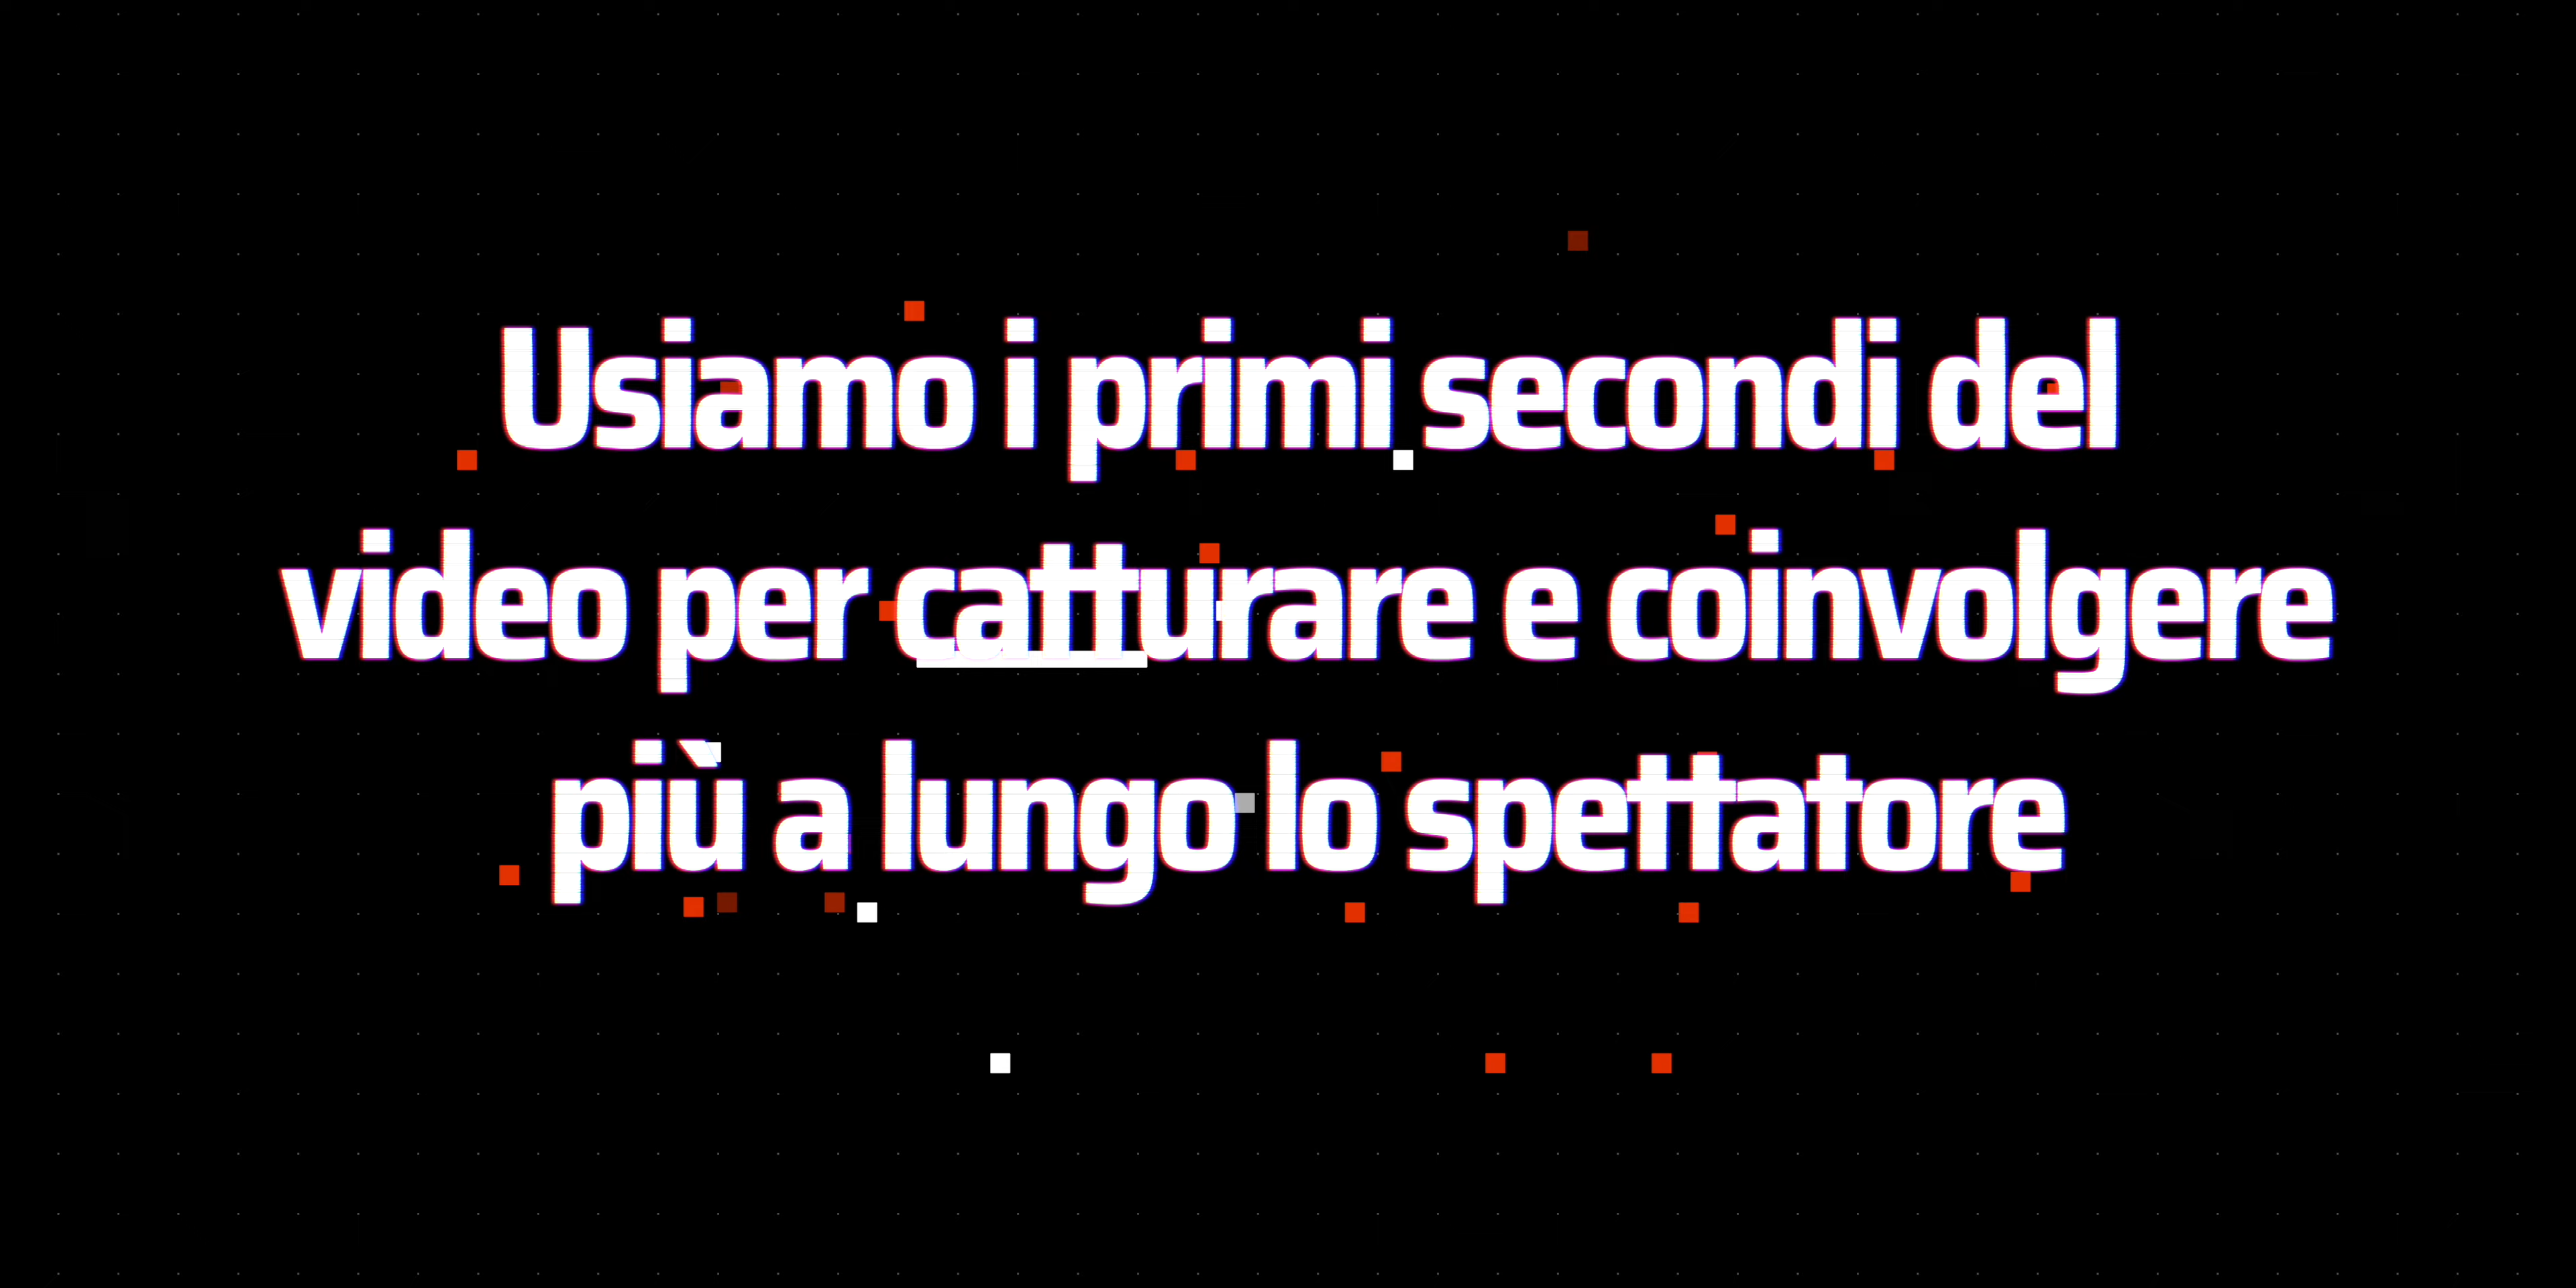 Usiamo i primi secondi del
video per catturare e coinvolgere
più a lungo lo spettatore